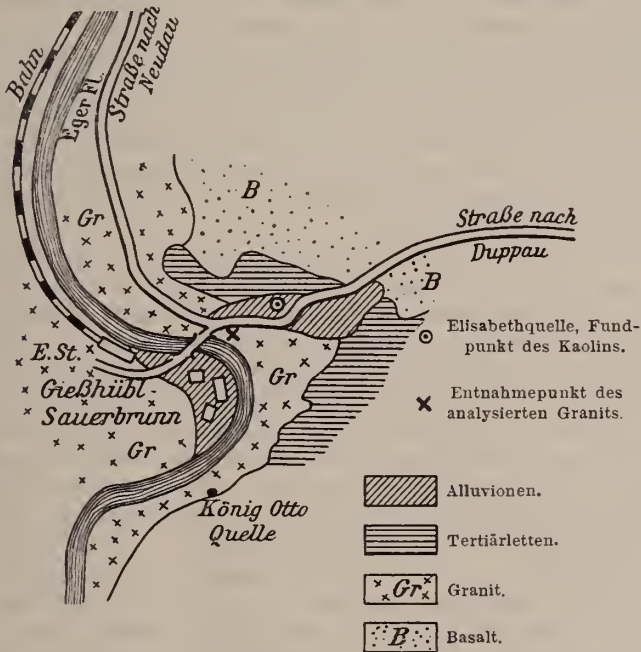 Bahn
Eger Fl.
Straße nach
Neudau
B
Gr
Straße nach
Duppau
B
Elisabethquelle, Fund-
punkt des Kaolins.
E.St.
Gießhübl
Sauerbrunn
Gr
Entnahmepunkt des
analysierten Granits.
Gr
König Otto
Quelle
Alluvionen.
Tertiärletten.
Gr
Granit.
B
Basalt.